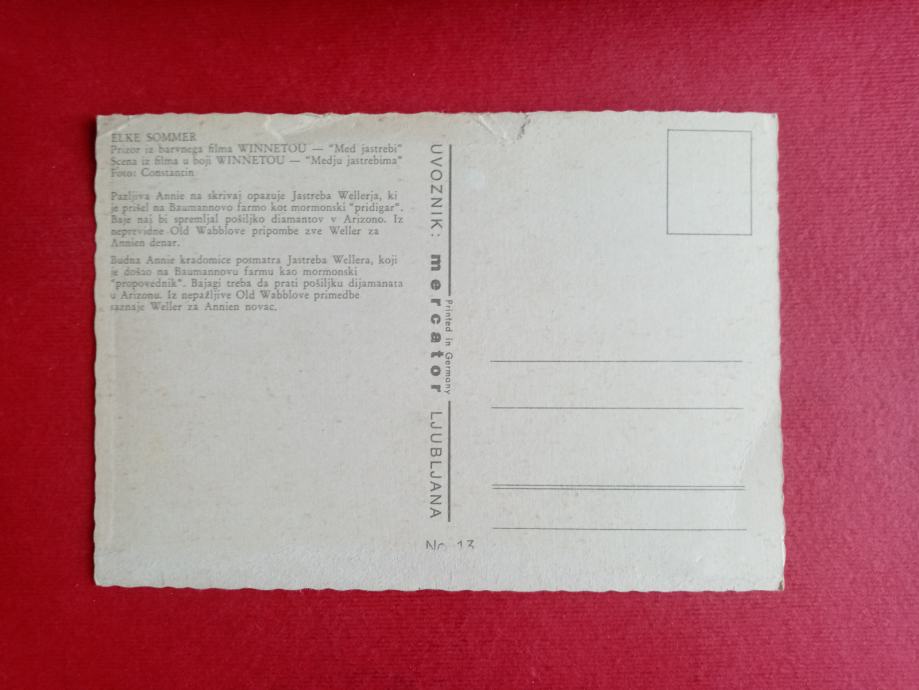 ELKE SOMMER
Prizor iz barvnega filma WINNETOU — "Med jastrebi"
Scena iz filma u boji WINNETOU — "Medju jastrebima"
Foto: Constantin
Pazljiva Annie na skrivaj opazuje Jastreba Wellerja, ki
je prišel na Baumannovo farmo kot mormonski "pridigar".
Baje naj bi spremljal pošiljko diamantov v Arizono. Iz
neprevidne Old Wabblove pripombe zve Weller za
Annien denar.
Budna Annie kradomice posmatra Jastreba Wellera, koji
je došao na Baumannovu farmu kao mormonski
"propovednik". Bajagi treba da prati pošiljku dijamanata
u Arizonu. Iz nepažljive Old Wabblove primedbe
saznaje Weller za Annien novac.
UVOZNIK: mercator LJUBLJANA
Printed in Germany
No 13